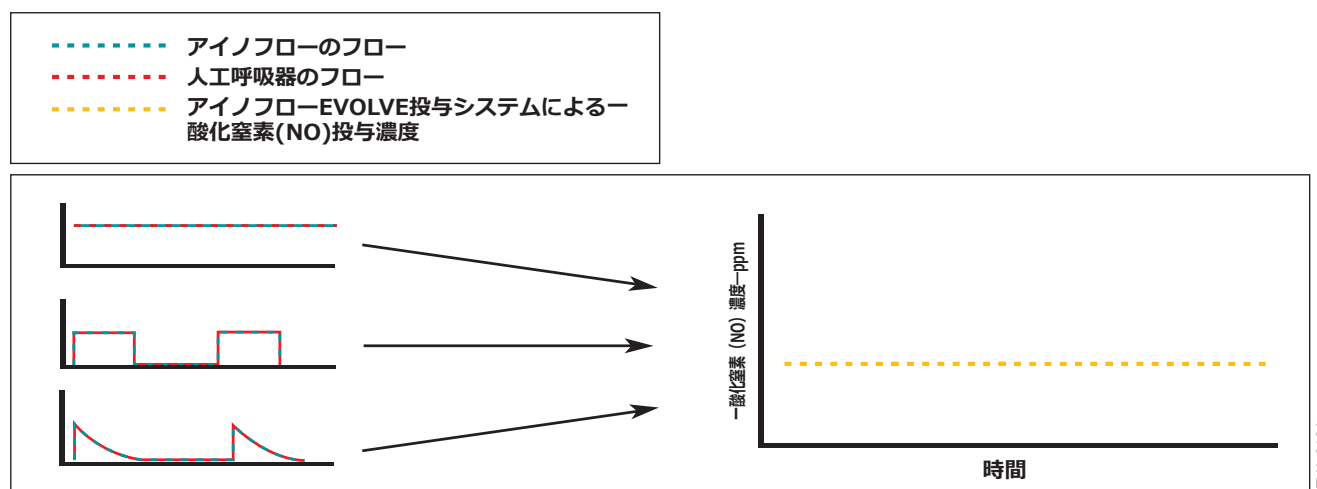 アイノフローのフロー
人工呼吸器のフロー
アイノフローEVOLVE投与システムによる一
酸化窒素(NO)投与濃度
一酸化窒素（NO）濃度—ppm
時間